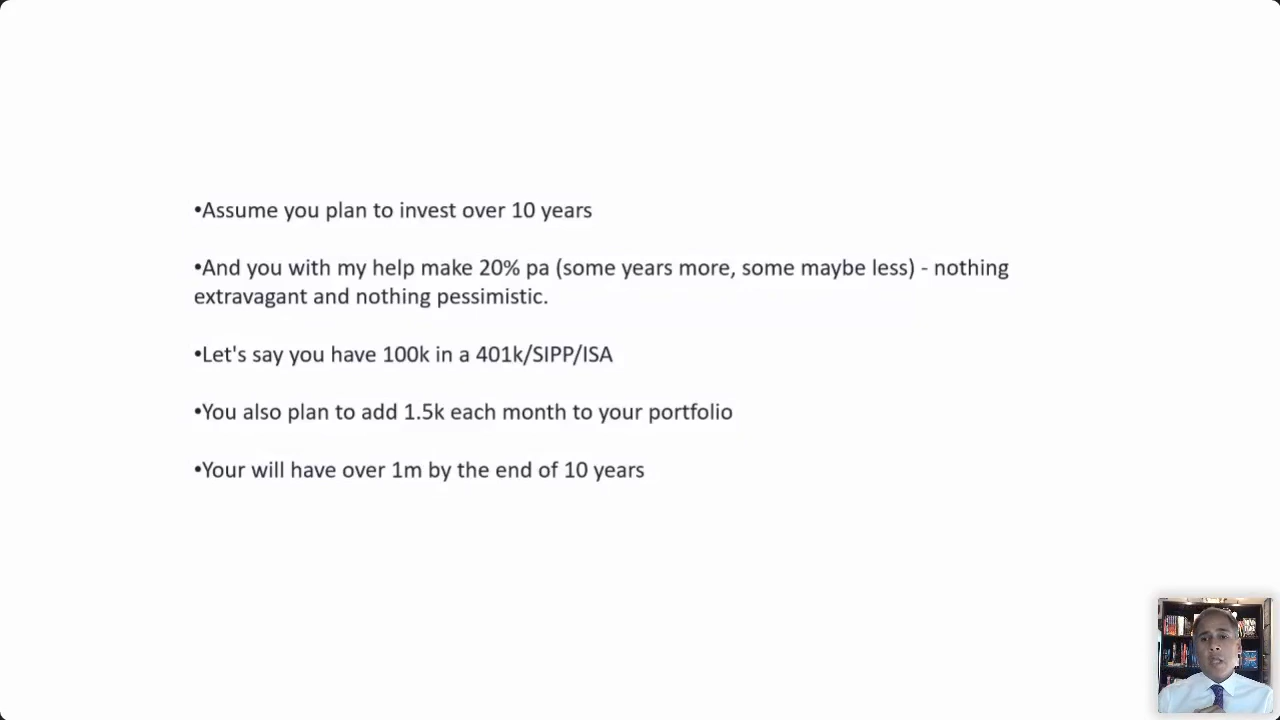 •Assume you plan to invest over 10 years
•And you with my help make 20% pa (some years more, some maybe less) - nothing
extravagant and nothing pessimistic.
•Let's say you have 100k in a 401k/SIPP/ISA
•You also plan to add 1.5k each month to your portfolio
•Your will have over 1m by the end of 10 years